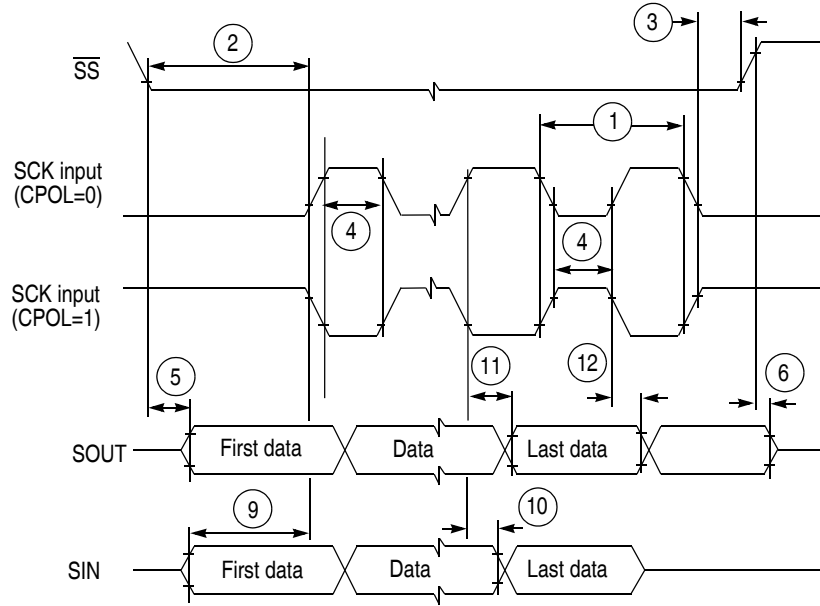 2
3
S̅S̅
1
SCK input
(CPOL=0)
4
4
SCK input
(CPOL=1)
5
11
12
6
SOUT
First data
Data
Last data
9
10
SIN
First data
Data
Last data